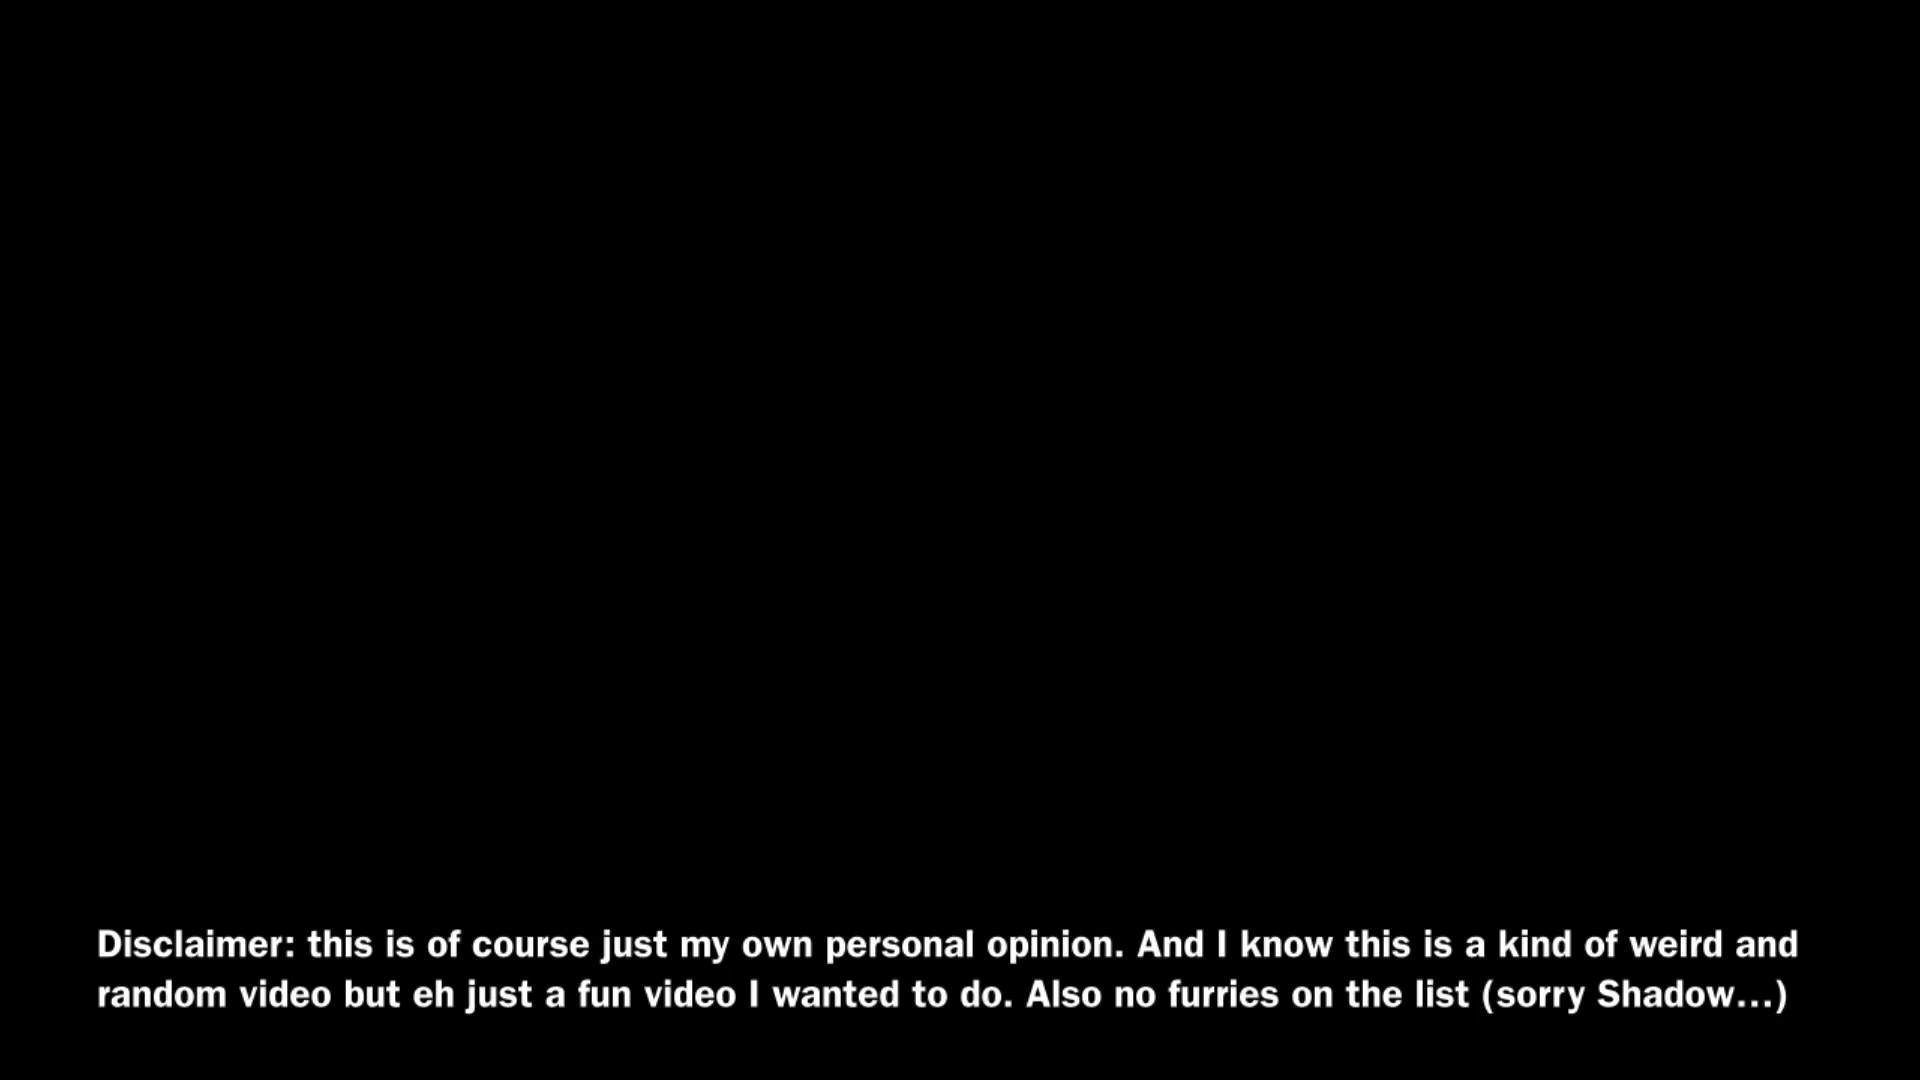 Disclaimer: this is of course just my own personal opinion. And I know this is a kind of weird and
random video but eh just a fun video I wanted to do. Also no furries on the list (sorry Shadow...)